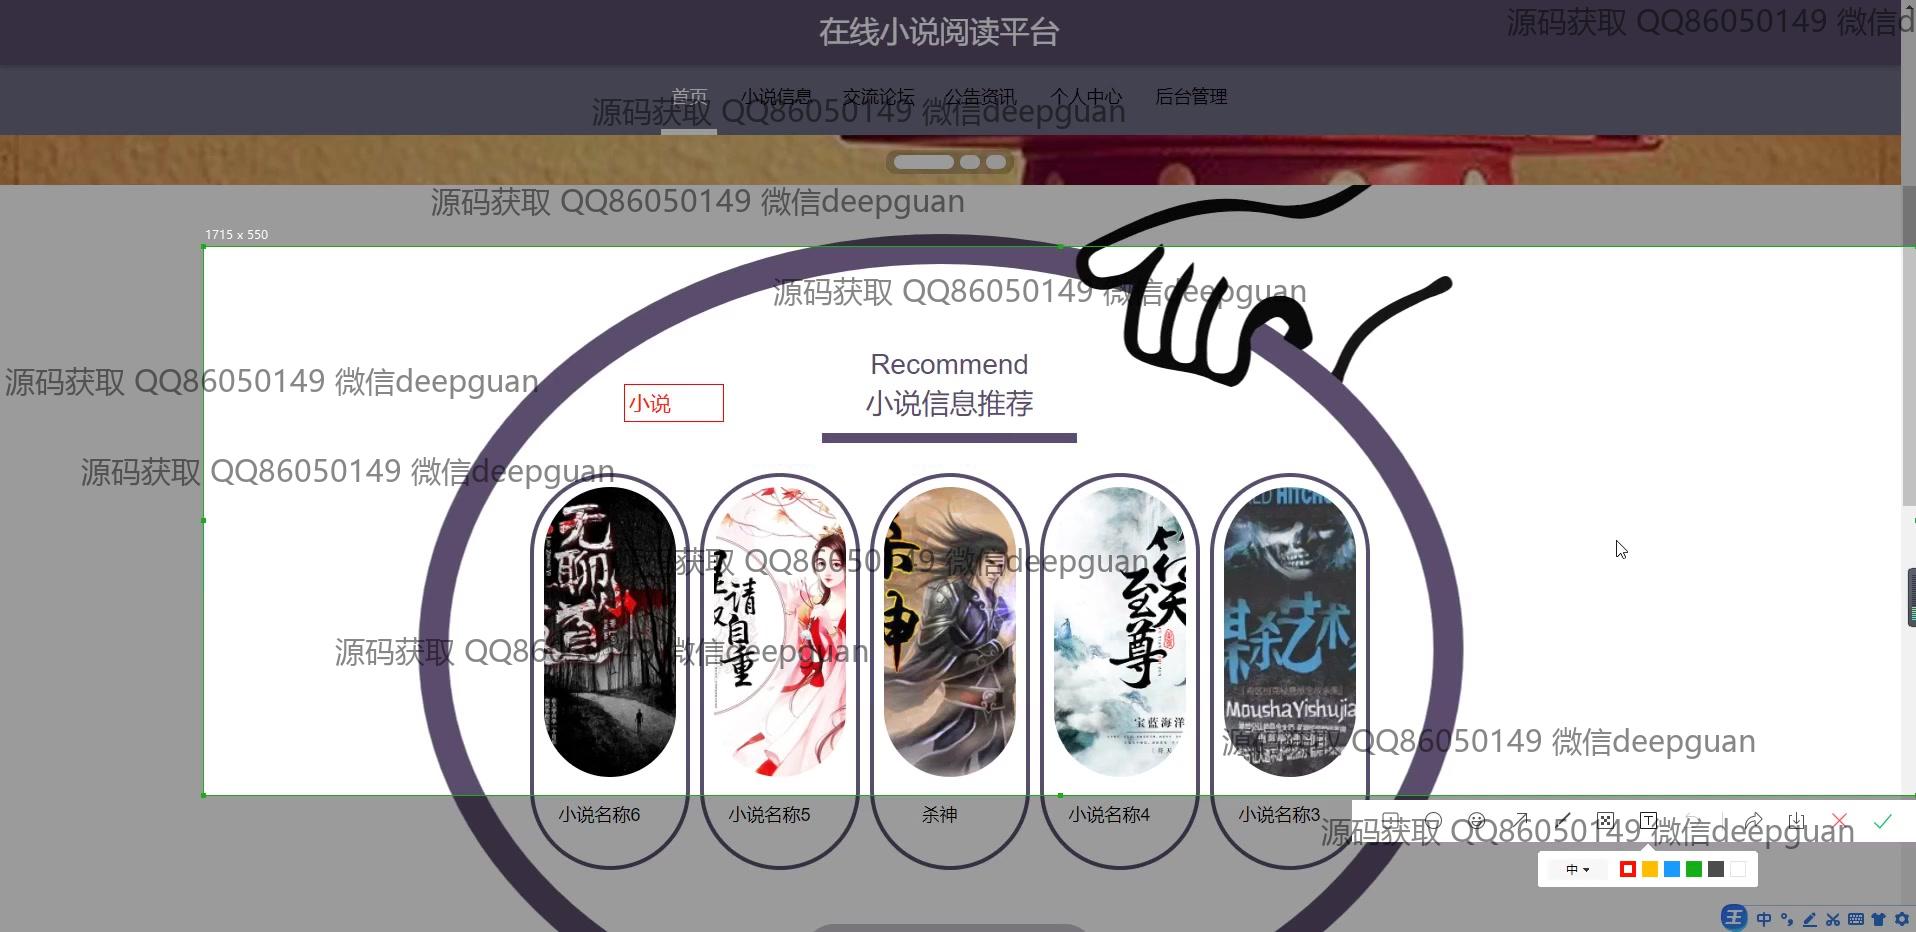 在线小说阅读平台
源码获取 QQ86050149 微信d
首页 小说信息 交流论坛 公告资讯 个人中心 后台管理
源码获取 QQ86050149 微信deepguan
源码获取 QQ86050149 微信deepguan
1715 x 550
源码获取 QQ86050149 微信deepguan
Recommend
源码获取 QQ86050149 微信deepguan
小说
小说信息推荐
源码获取 QQ86050149 微信deepguan
无聊
请自重
神
符天至尊
谋杀艺术
源码获取 QQ86050149 微信deepguan
源码获取 QQ86050149 微信deepguan
MoushaYishujia
宝蓝海洋
源码获取 QQ86050149 微信deepguan
小说名称6 小说名称5 杀神 小说名称4 小说名称3
源码获取 QQ86050149 微信deepguan
中
王 中